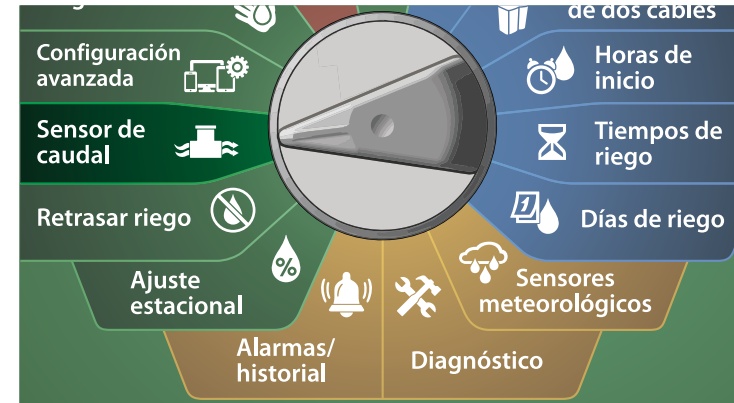 de dos cables
Configuración
avanzada
Horas de
inicio
Sensor de
caudal
Tiempos de
riego
Retrasar riego
1
Días de riego
Ajuste
estacional
%
Sensores
meteorológicos
Alarmas/
historial
Diagnóstico